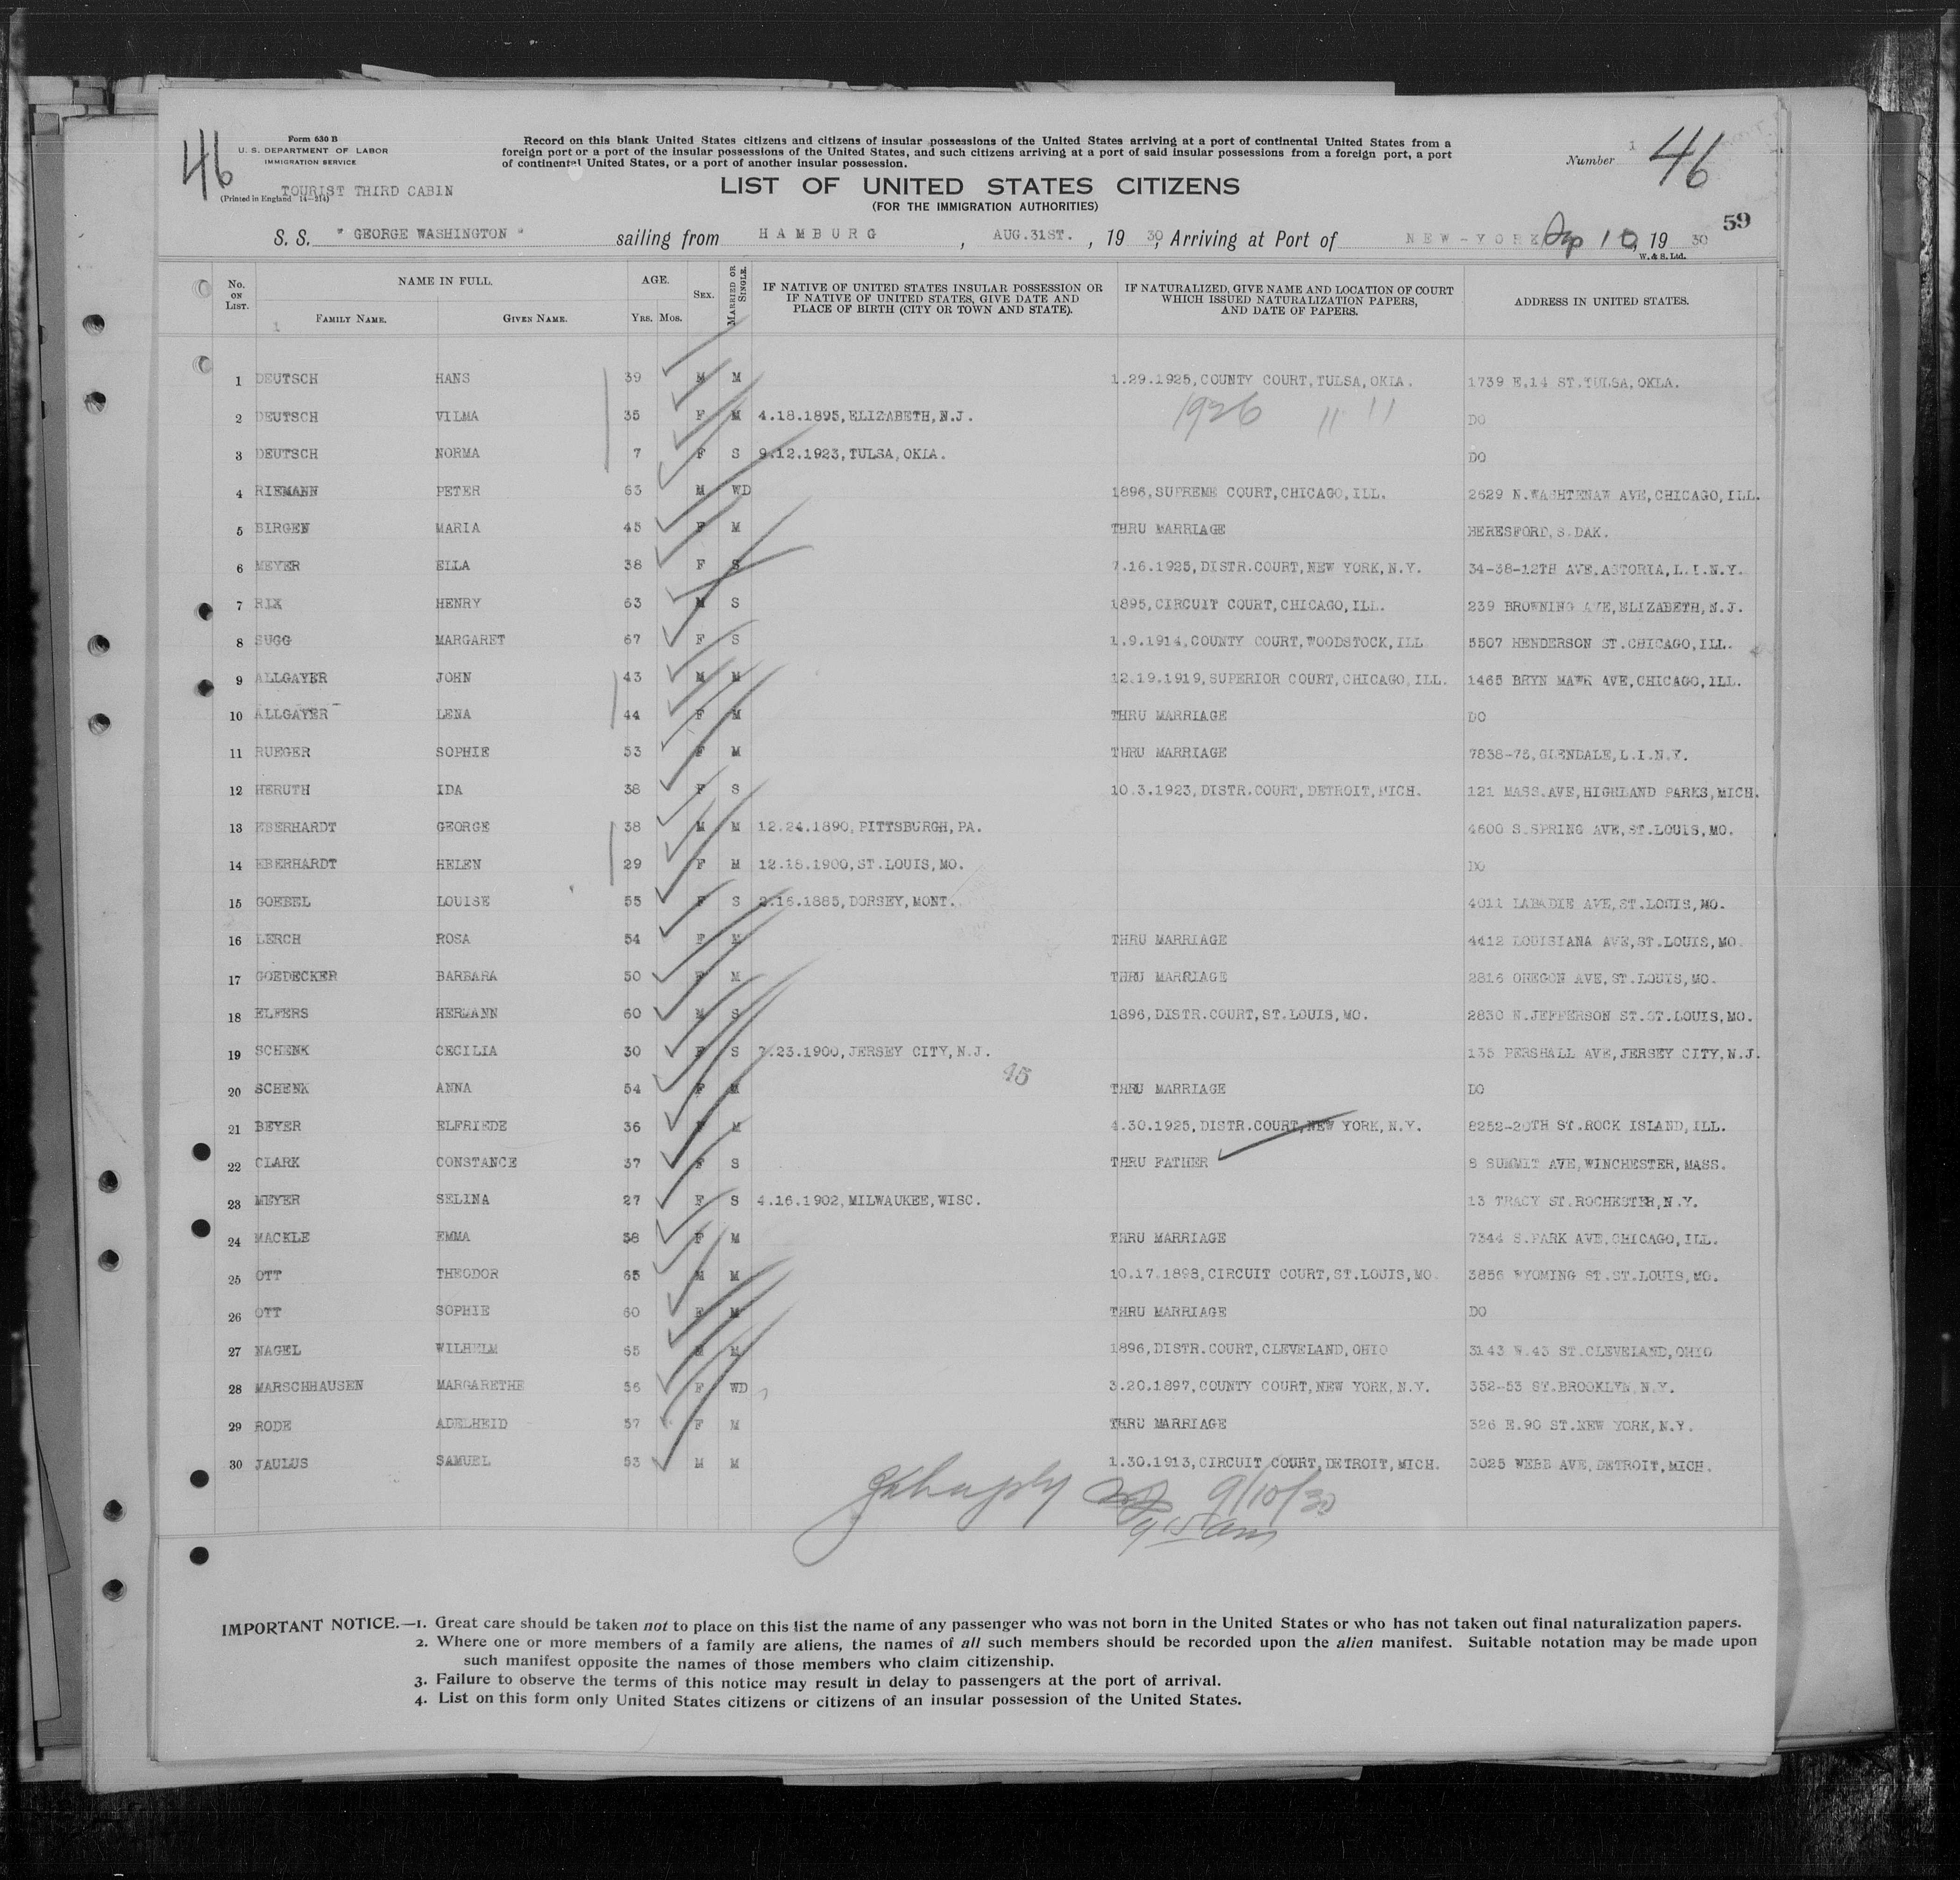 46
Form 630 B
U. S. DEPARTMENT OF LABOR
IMMIGRATION SERVICE
(Printed in England 14—214)
TOURIST THIRD CABIN
Record on this blank United States citizens and citizens of insular possessions of the United States arriving at a port of continental United States from a
foreign port or a port of the insular possessions of the United States, and such citizens arriving at a port of said insular possessions from a foreign port, a port
of continental United States, or a port of another insular possession.
Number 1 46
LIST OF UNITED STATES CITIZENS
(FOR THE IMMIGRATION AUTHORITIES)
59
S. S. " GEORGE WASHINGTON " sailing from HAMBURG, AUG.31ST., 19 30, Arriving at Port of NEW-YORK Sep 10, 19 30
W. & S. Ltd.
No. ON LIST. NAME IN FULL. FAMILY NAME. GIVEN NAME. AGE. YRS. MOS. SEX. MARRIED OR SINGLE. IF NATIVE OF UNITED STATES INSULAR POSSESSION OR IF NATIVE OF UNITED STATES, GIVE DATE AND PLACE OF BIRTH (CITY OR TOWN AND STATE). IF NATURALIZED, GIVE NAME AND LOCATION OF COURT WHICH ISSUED NATURALIZATION PAPERS, AND DATE OF PAPERS. ADDRESS IN UNITED STATES.
1 DEUTSCH HANS 39 M M 1.29.1925, COUNTY COURT, TULSA, OKLA. 1739 E.14 ST.TULSA, OKLA.
2 DEUTSCH VILMA 35 F M 4.18.1895, ELIZABETH, N.J. 1926 " " DO
3 DEUTSCH NORMA 7 F S 9.12.1923, TULSA, OKLA. DO
4 RIEMANN PETER 63 M WD 1896, SUPREME COURT, CHICAGO, ILL. 2629 N.WASHTENAW AVE, CHICAGO, ILL.
5 BIRGEN MARIA 45 F M THRU MARRIAGE HERESFORD, S.DAK.
6 MEYER ELLA 38 F S 7.16.1925, DISTR.COURT, NEW YORK, N.Y. 34-38-12TH AVE, ASTORIA, L.I.N.Y.
7 RIX HENRY 63 M S 1895, CIRCUIT COURT, CHICAGO, ILL. 239 BROWNING AVE, ELIZABETH, N.J.
8 SUGG MARGARET 67 F S 1.9.1914, COUNTY COURT, WOODSTOCK, ILL 5507 HENDERSON ST.CHICAGO, ILL.
9 ALLGAYER JOHN 43 M M 12.19.1919, SUPERIOR COURT, CHICAGO, ILL. 1465 BRYN MAWR AVE, CHICAGO, ILL.
10 ALLGAYER LENA 44 F M THRU MARRIAGE DO
11 RUEGER SOPHIE 53 F M THRU MARRIAGE 7838-75, GLENDALE, L.I.N.Y.
12 HERUTH IDA 38 F S 10.3.1923, DISTR.COURT, DETROIT, MICH. 121 MASS.AVE, HIGHLAND PARKS, MICH.
13 EBERHARDT GEORGE 38 M M 12.24.1890, PITTSBURGH, PA. 4600 S.SPRING AVE, ST.LOUIS, MO.
14 EBERHARDT HELEN 29 F M 12.18.1900, ST.LOUIS, MO. DO
15 GOEBEL LOUISE 55 F S 2.16.1885, DORSEY, MONT. 4011 LABADIE AVE, ST.LOUIS, MO.
16 LERCH ROSA 54 F M THRU MARRIAGE 4412 LOUISIANA AVE, ST.LOUIS, MO.
17 GOEDECKER BARBARA 50 F M THRU MARRIAGE 2816 OREGON AVE, ST.LOUIS, MO.
18 ELFERS HERMANN 60 M S 1896, DISTR.COURT, ST.LOUIS, MO. 2830 N.JEFFERSON ST.ST.LOUIS, MO.
19 SCHENK CECILIA 30 F S 7.23.1900, JERSEY CITY, N.J. 135 PERSHALL AVE, JERSEY CITY, N.J.
45
20 SCHENK ANNA 54 F M THRU MARRIAGE DO
21 BEYER ELFRIEDE 36 F M 4.30.1925, DISTR.COURT, NEW YORK, N.Y. 8252-20TH ST.ROCK ISLAND, ILL.
22 CLARK CONSTANCE 37 F S THRU FATHER 8 SUMMIT AVE, WINCHESTER, MASS.
23 MEYER SELINA 27 F S 4.16.1902, MILWAUKEE, WISC. 13 TRACY ST.ROCHESTER, N.Y.
24 MACKLE EMMA 38 F M THRU MARRIAGE 7344 S.PARK AVE, CHICAGO, ILL.
25 OTT THEODOR 65 M M 10.17.1898, CIRCUIT COURT, ST.LOUIS, MO. 3856 WYOMING ST.ST.LOUIS, MO.
26 OTT SOPHIE 60 F M THRU MARRIAGE DO
27 NAGEL WILHELM 65 M M 1896, DISTR.COURT, CLEVELAND, OHIO 3143 W.43 ST.CLEVELAND, OHIO
28 MARSCHHAUSEN MARGARETHE 56 F WD 3.20.1897, COUNTY COURT, NEW YORK, N.Y. 352-53 ST.BROOKLYN, N.Y.
29 RODE ADELHEID 57 F M THRU MARRIAGE 326 E.90 ST.NEW YORK, N.Y.
30 JAULUS SAMUEL 53 M M 1.30.1913, CIRCUIT COURT, DETROIT, MICH. 3025 WEBB AVE, DETROIT, MICH.
9/10/30
9 15 am
IMPORTANT NOTICE.—1. Great care should be taken not to place on this list the name of any passenger who was not born in the United States or who has not taken out final naturalization papers.
2. Where one or more members of a family are aliens, the names of all such members should be recorded upon the alien manifest. Suitable notation may be made upon
such manifest opposite the names of those members who claim citizenship.
3. Failure to observe the terms of this notice may result in delay to passengers at the port of arrival.
4. List on this form only United States citizens or citizens of an insular possession of the United States.